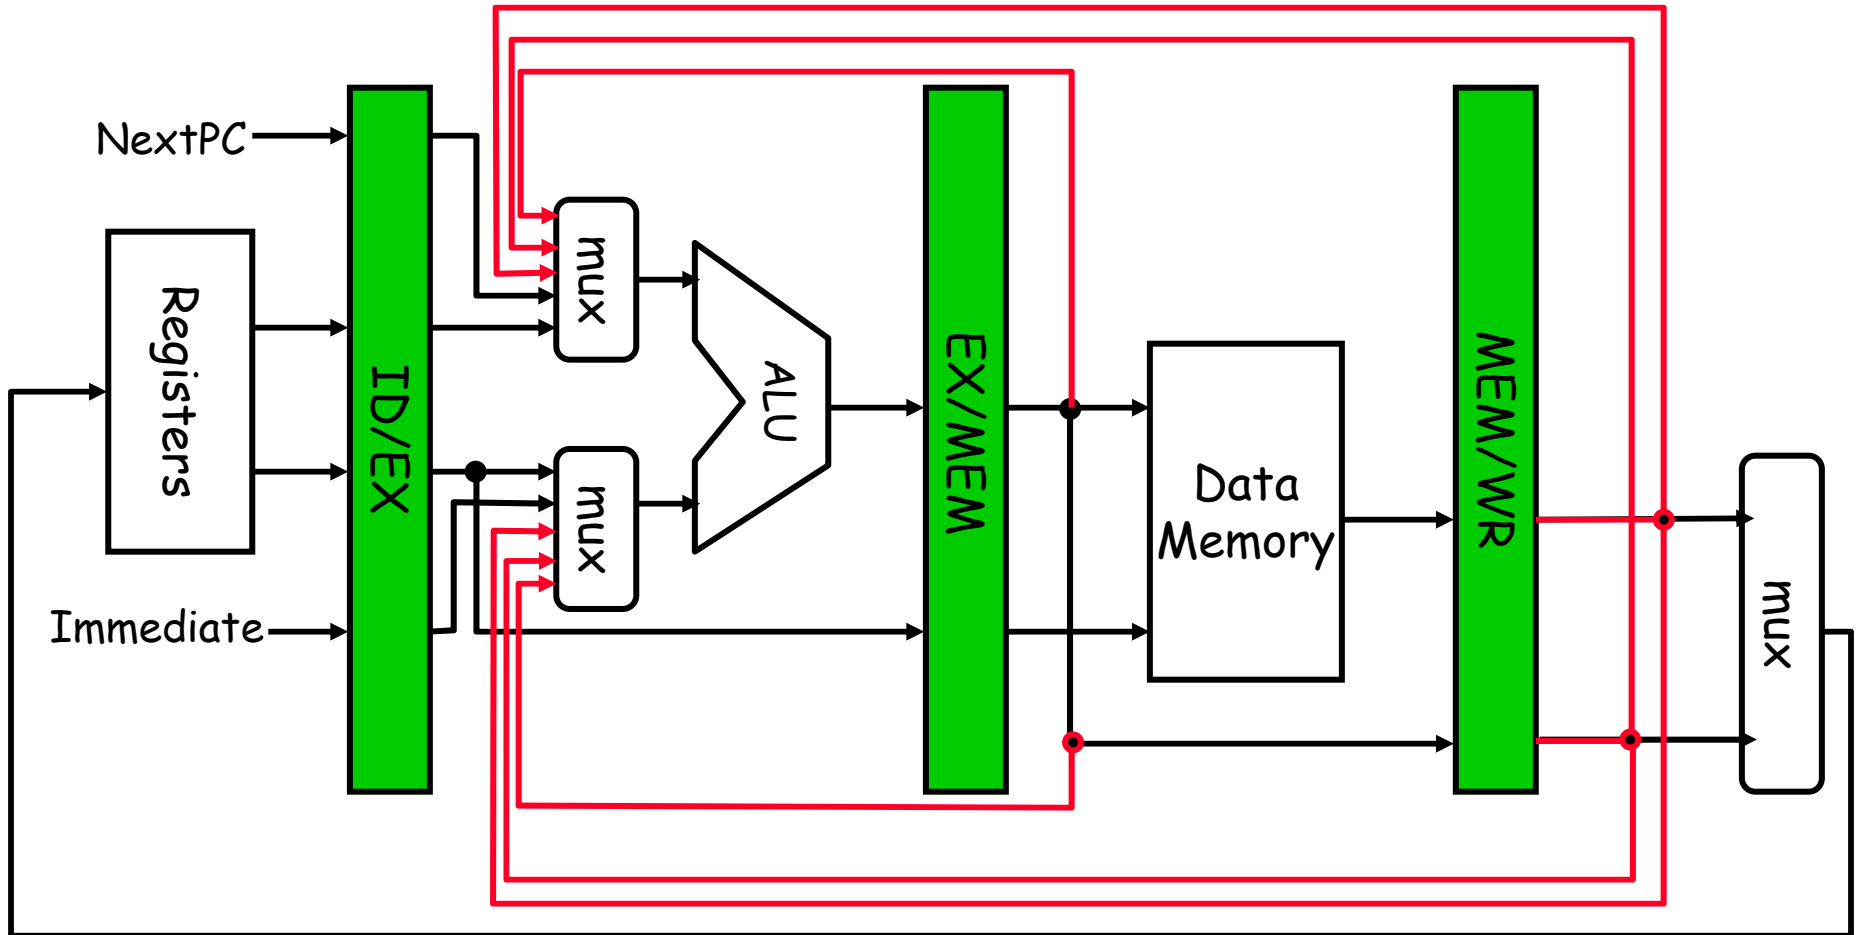 NextPC
Registers
Immediate
ID/EX
mux
mux
ALU
EX/MEM
Data
Memory
MEM/WR
mux